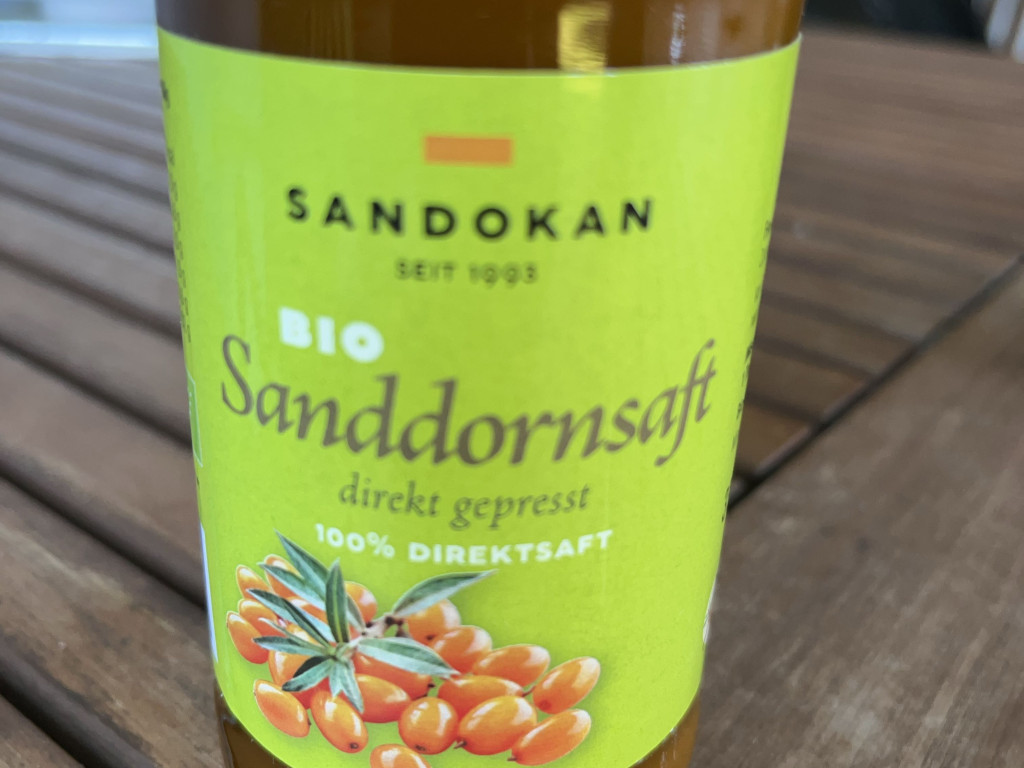 SANDOKAN
SEIT 1993
BIO
Sanddornsaft
direkt gepresst
100% DIREKTSAFT